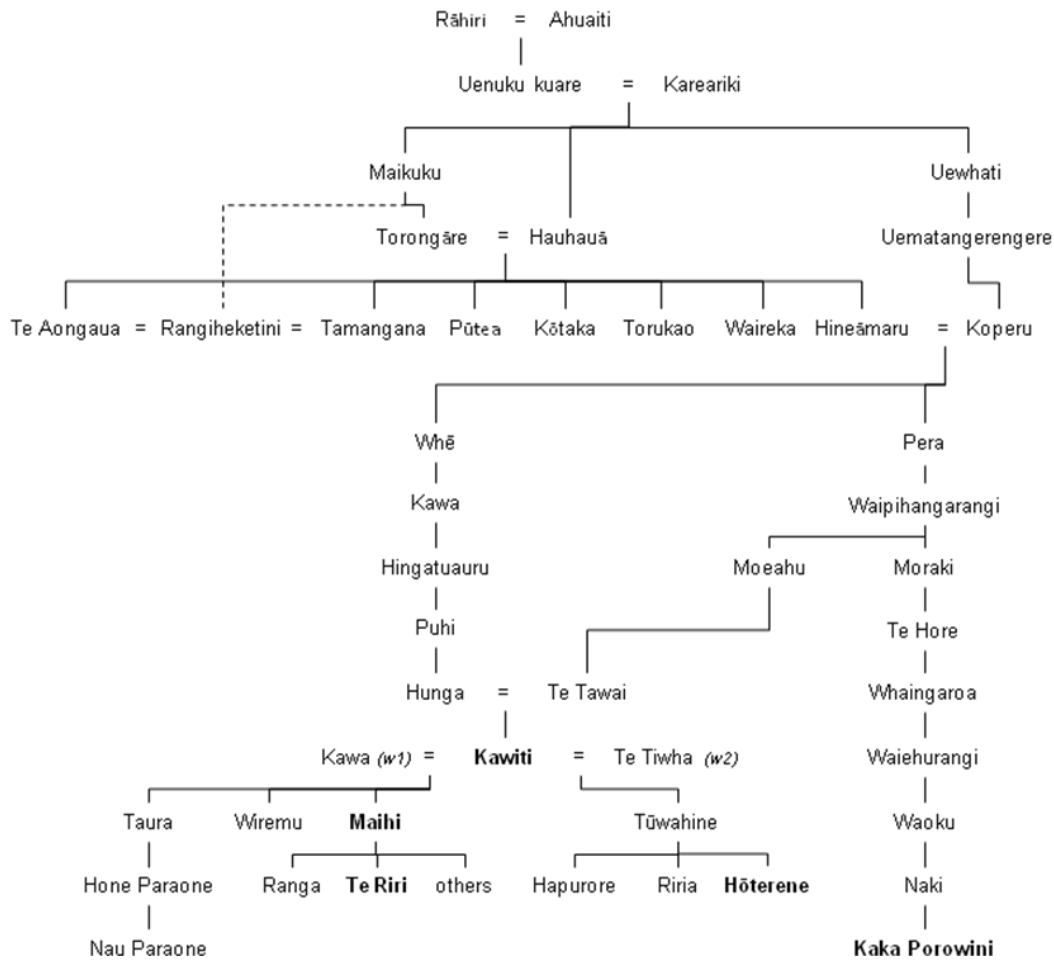 Rāhiri = Ahuaiti
Uenuku kuare = Kareariki
Maikuku Uewhati
Torongāre = Hauhauā Uematangerengere
Te Aongaua = Rangiheketini = Tamangana Pūtea Kōtaka Torukao Waireka Hineāmaru = Koperu
Whē Pera
Kawa Waipihangarangi
Hingatuauru Moeahu Moraki
Puhi Te Hore
Hunga = Te Tawai Whaingaroa
Kawa (w1) = Kawiti = Te Tiwha (w2) Waiehurangi
Taura Wiremu Maihi Tūwahine Waoku
Hone Paraone Ranga Te Riri others Hapurore Riria Hōterene Naki
Nau Paraone Kaka Porowini